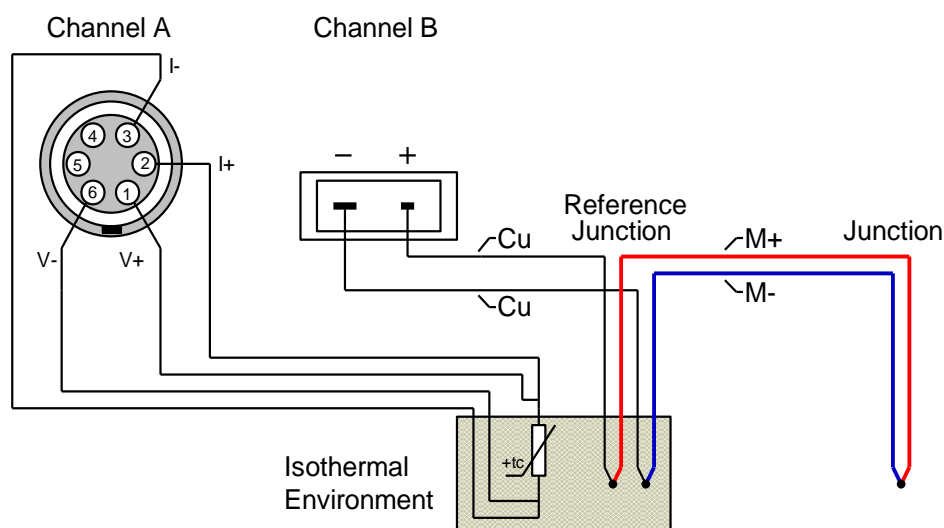 Channel A
Channel B
I-
4
3
5
2
I+
6
1
− +
V-
V+
Cu
Cu
Reference
Junction
M+
M-
Junction
+tc
Isothermal
Environment